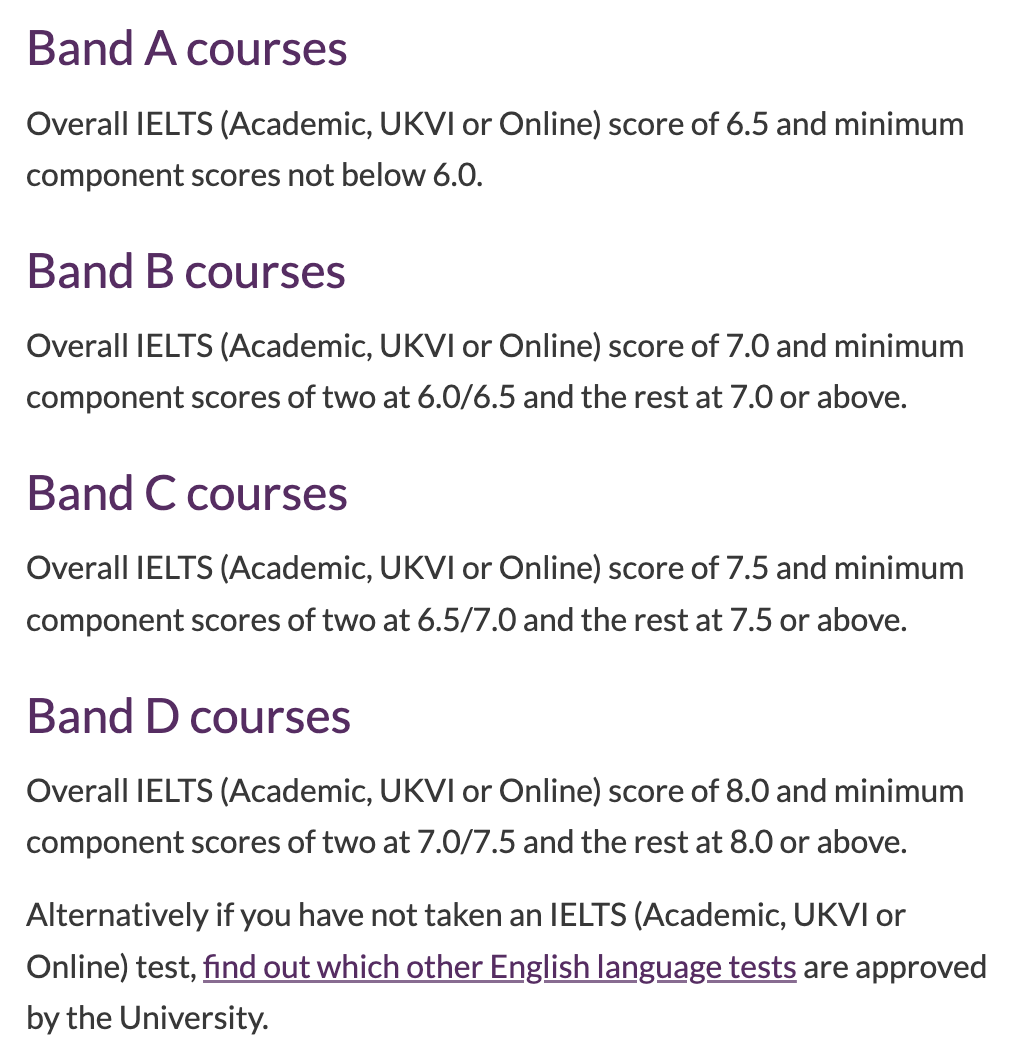 Band A courses
Overall IELTS (Academic, UKVI or Online) score of 6.5 and minimum
component scores not below 6.0.
Band B courses
Overall IELTS (Academic, UKVI or Online) score of 7.0 and minimum
component scores of two at 6.0/6.5 and the rest at 7.0 or above.
Band C courses
Overall IELTS (Academic, UKVI or Online) score of 7.5 and minimum
component scores of two at 6.5/7.0 and the rest at 7.5 or above.
Band D courses
Overall IELTS (Academic, UKVI or Online) score of 8.0 and minimum
component scores of two at 7.0/7.5 and the rest at 8.0 or above.
Alternatively if you have not taken an IELTS (Academic, UKVI or
Online) test, find out which other English language tests are approved
by the University.